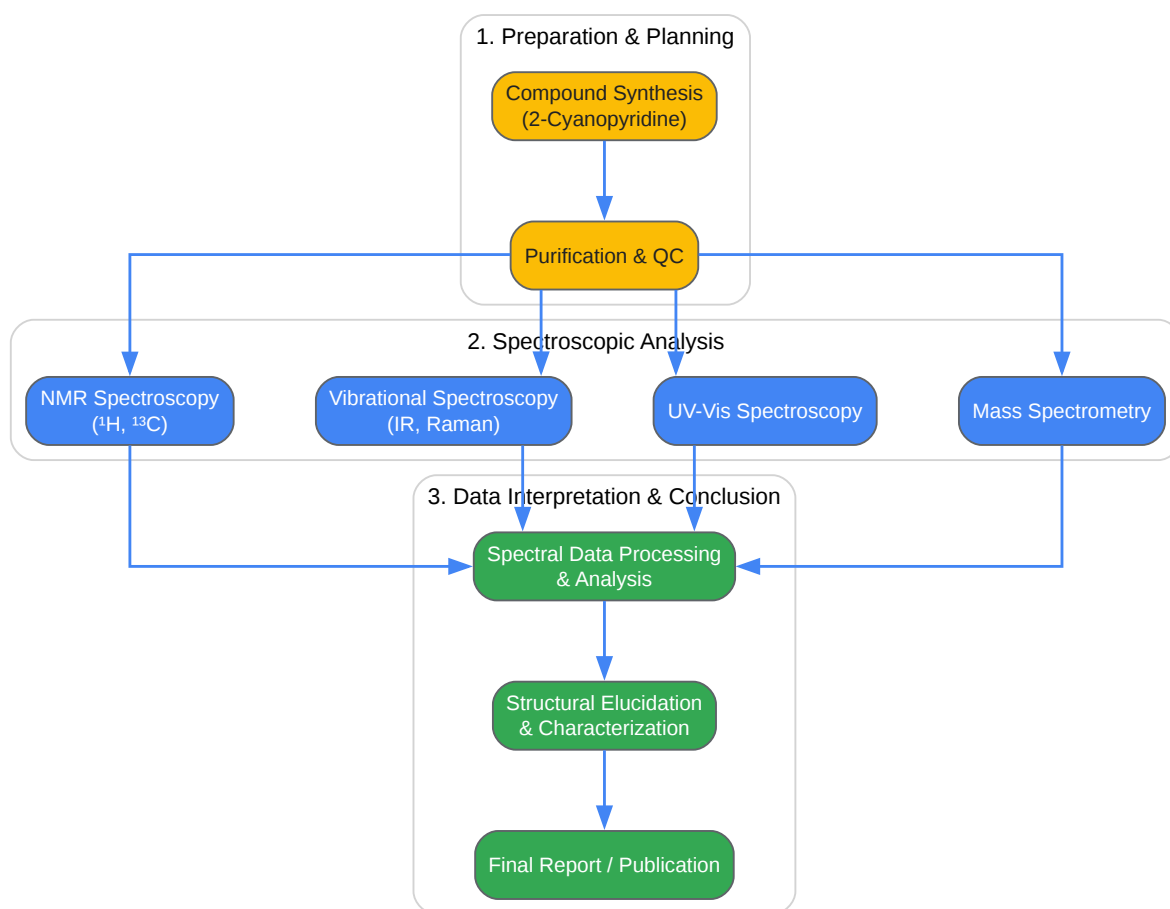 1. Preparation & Planning
Compound Synthesis
(2-Cyanopyridine)
Purification & QC
2. Spectroscopic Analysis
NMR Spectroscopy
(¹H, ¹³C)
Vibrational Spectroscopy
(IR, Raman)
UV-Vis Spectroscopy
Mass Spectrometry
3. Data Interpretation & Conclusion
Spectral Data Processing
& Analysis
Structural Elucidation
& Characterization
Final Report / Publication